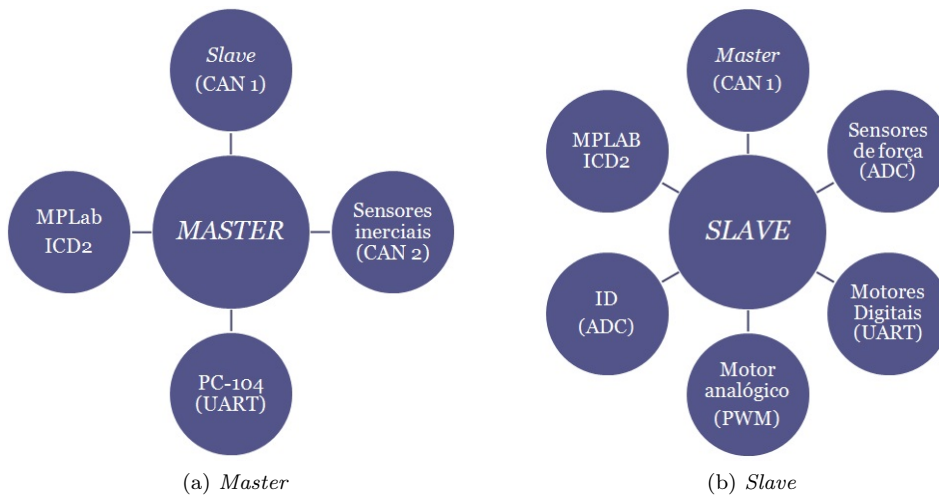 Slave
(CAN 1)
MPLab
ICD2
MASTER
Sensores
inerciais
(CAN 2)
PC-104
(UART)
(a) Master
Master
(CAN 1)
MPLAB
ICD2
Sensores
de força
(ADC)
SLAVE
ID
(ADC)
Motores
Digitais
(UART)
Motor
analógico
(PWM)
(b) Slave